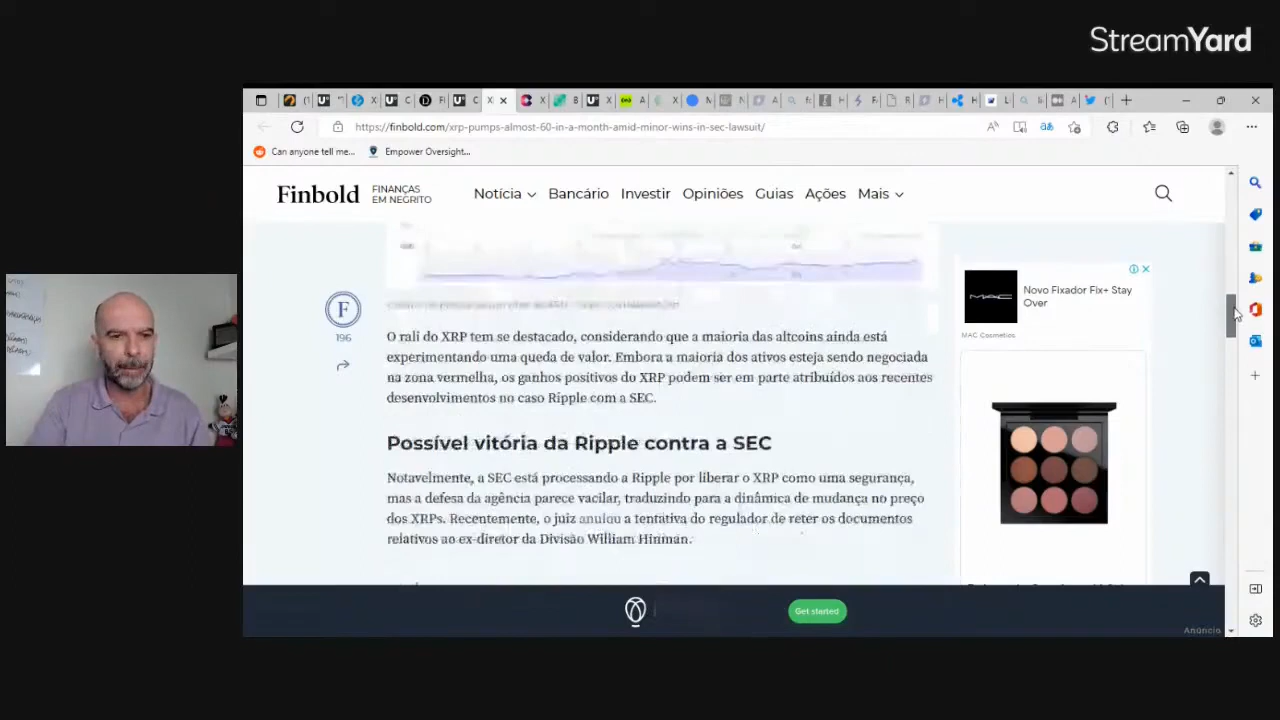 StreamYard
https://finbold.com/xrp-pumps-almost-60-in-a-month-amid-minor-wins-in-sec-lawsuit/
Can anyone tell me...
Empower Oversight...
Finbold
FINANÇAS
EM NEGRITO
Notícia
Bancário
Investir
Opiniões
Guias
Ações
Mais
F
196
O rali do XRP tem se destacado, considerando que a maioria das altcoins ainda está
experimentando uma queda de valor. Embora a maioria dos ativos esteja sendo negociada
na zona vermelha, os ganhos positivos do XRP podem ser em parte atribuídos aos recentes
desenvolvimentos no caso Ripple com a SEC.
Possível vitória da Ripple contra a SEC
Notavelmente, a SEC está processando a Ripple por liberar o XRP como uma segurança,
mas a defesa da agência parece vacilar, traduzindo para a dinâmica de mudança no preço
dos XRPs. Recentemente, o juiz anulou a tentativa do regulador de reter os documentos
relativos ao ex-diretor da Divisão William Hinman.
MAC
Novo Fixador Fix+ Stay
Over
MAC Cosmetics
Get started
Anúncio